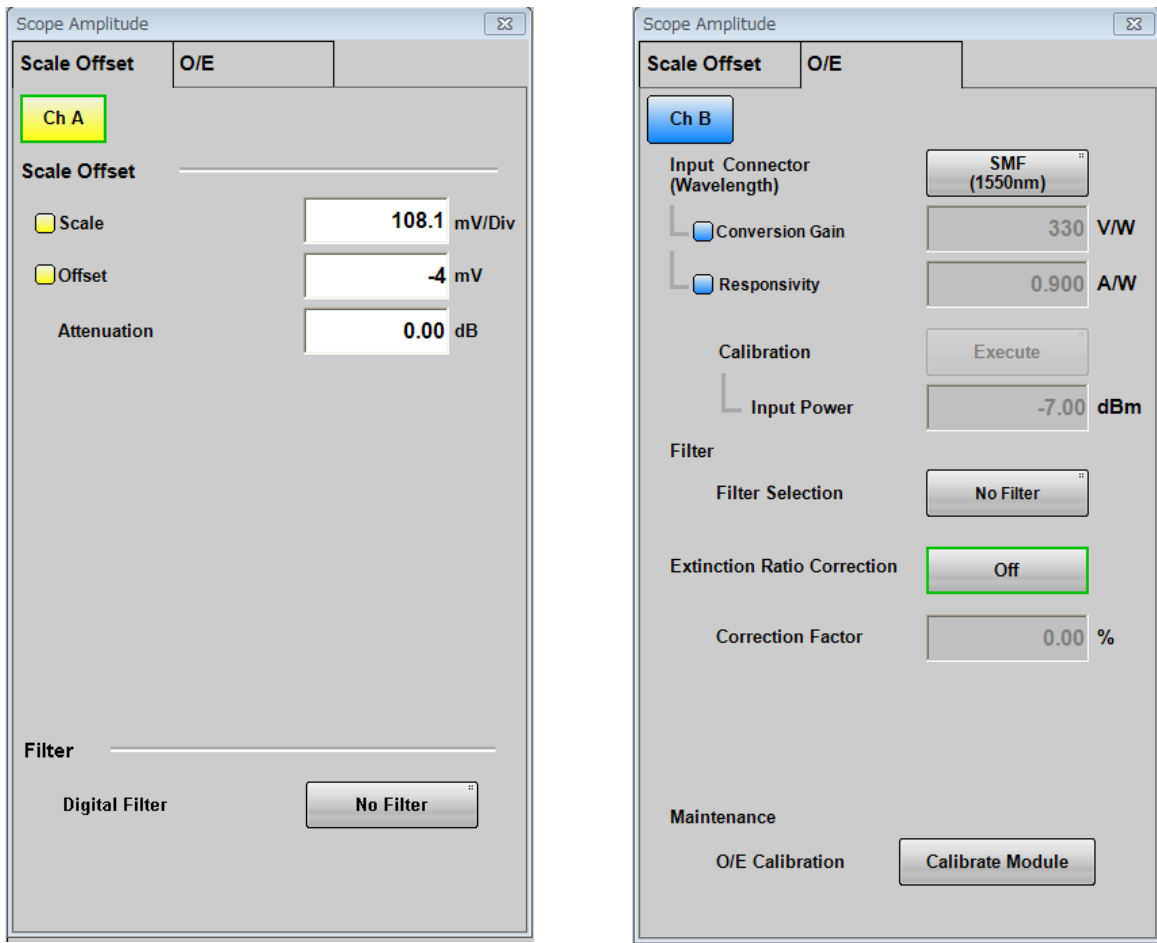 Scope Amplitude
Scale Offset O/E
Ch A
Scale Offset
Scale 108.1 mV/Div
Offset -4 mV
Attenuation 0.00 dB
Filter
Digital Filter No Filter
Scope Amplitude
Scale Offset O/E
Ch B
Input Connector
(Wavelength)
SMF
(1550nm)
Conversion Gain 330 V/W
Responsivity 0.900 A/W
Calibration Execute
Input Power -7.00 dBm
Filter
Filter Selection No Filter
Extinction Ratio Correction Off
Correction Factor 0.00 %
Maintenance
O/E Calibration Calibrate Module